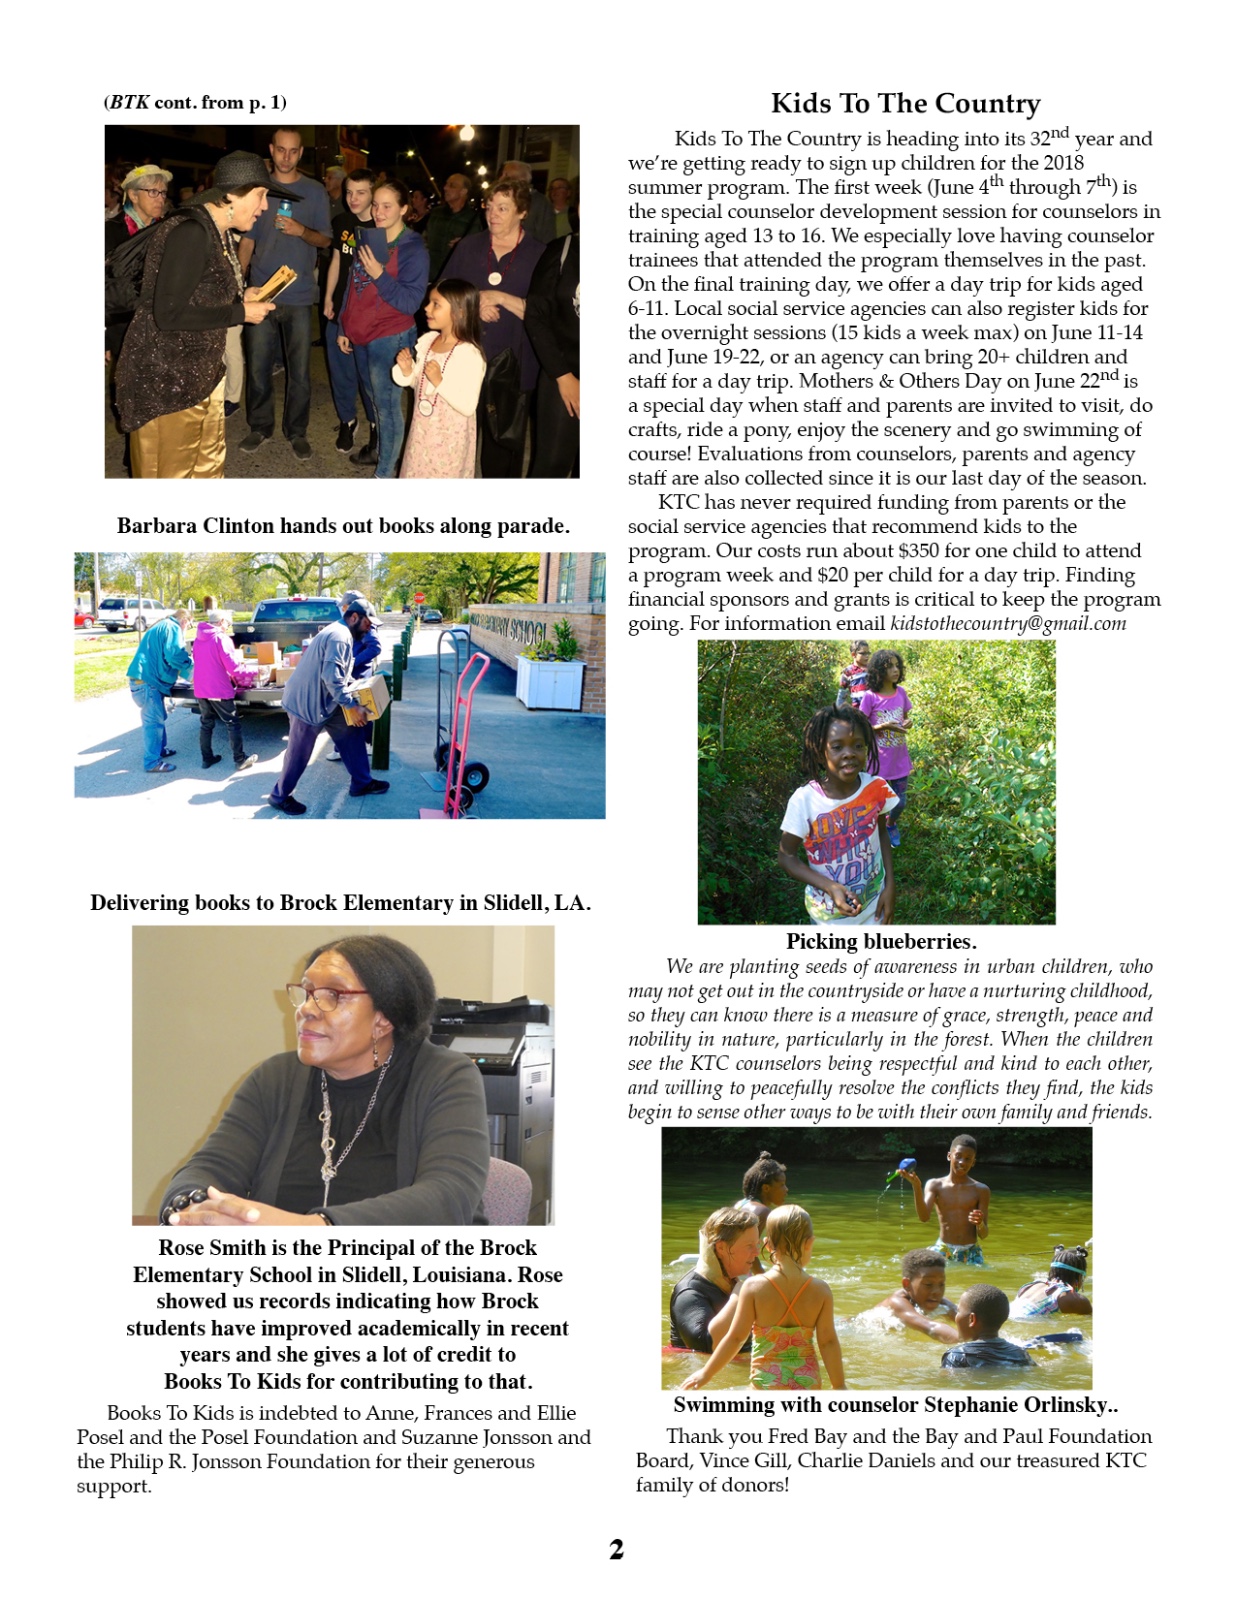 (BTK cont. from p. 1)
Barbara Clinton hands out books along parade.
SCHOOL
Delivering books to Brock Elementary in Slidell, LA.
Rose Smith is the Principal of the Brock
Elementary School in Slidell, Louisiana. Rose
showed us records indicating how Brock
students have improved academically in recent
years and she gives a lot of credit to
Books To Kids for contributing to that.
Books To Kids is indebted to Anne, Frances and Ellie
Posel and the Posel Foundation and Suzanne Jonsson and
the Philip R. Jonsson Foundation for their generous
support.
Kids To The Country
Kids To The Country is heading into its 32nd year and
we're getting ready to sign up children for the 2018
summer program. The first week (June 4th through 7th) is
the special counselor development session for counselors in
training aged 13 to 16. We especially love having counselor
trainees that attended the program themselves in the past.
On the final training day, we offer a day trip for kids aged
6-11. Local social service agencies can also register kids for
the overnight sessions (15 kids a week max) on June 11-14
and June 19-22, or an agency can bring 20+ children and
staff for a day trip. Mothers & Others Day on June 22nd is
a special day when staff and parents are invited to visit, do
crafts, ride a pony, enjoy the scenery and go swimming of
course! Evaluations from counselors, parents and agency
staff are also collected since it is our last day of the season.
KTC has never required funding from parents or the
social service agencies that recommend kids to the
program. Our costs run about $350 for one child to attend
a program week and $20 per child for a day trip. Finding
financial sponsors and grants is critical to keep the program
going. For information email kidstothecountry@gmail.com
LOVE
WHO
YOU
Picking blueberries.
We are planting seeds of awareness in urban children, who
may not get out in the countryside or have a nurturing childhood,
so they can know there is a measure of grace, strength, peace and
nobility in nature, particularly in the forest. When the children
see the KTC counselors being respectful and kind to each other,
and willing to peacefully resolve the conflicts they find, the kids
begin to sense other ways to be with their own family and friends.
Swimming with counselor Stephanie Orlinsky..
Thank you Fred Bay and the Bay and Paul Foundation
Board, Vince Gill, Charlie Daniels and our treasured KTC
family of donors!
2